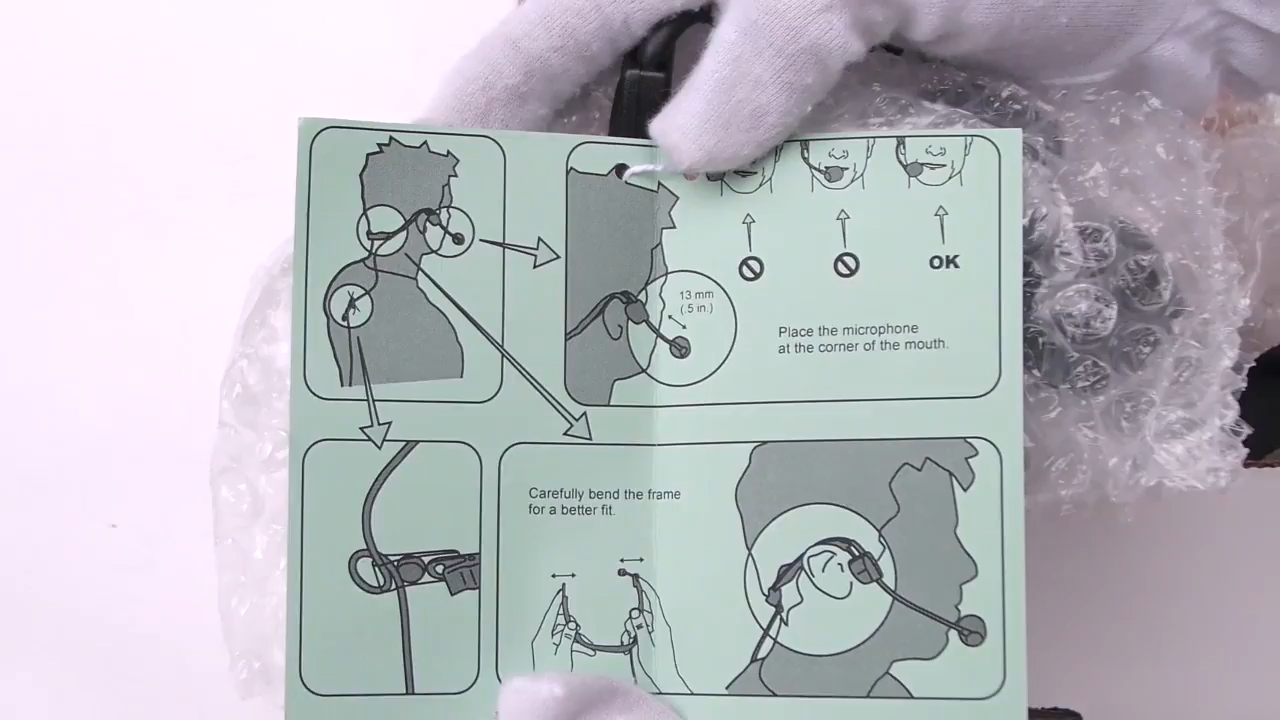 13 mm
(.5 in.)
OK
Place the microphone
at the corner of the mouth.
Carefully bend the frame
for a better fit.